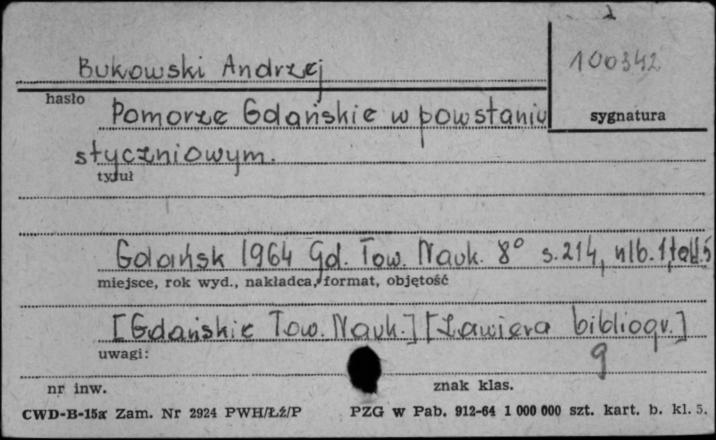 Bukowski Andrzej
100342
hasło
Pomorze Gdańskie w powstaniu
sygnatura
styczniowym.
tytuł
Gdańsk 1964 Gd. Tow. Nauk. 8° s.214, nlb.1, tabl.5
miejsce, rok wyd., nakładca, format, objętość
[Gdańskie Tow. Nauk.] [Zawiera bibliogr.]
uwagi:
9
nr inw.
znak klas.
CWD-B-15a Zam. Nr 2924 PWH/Łź/P PZG w Pab. 912-64 1 000 000 szt. kart. b. kl. 5.